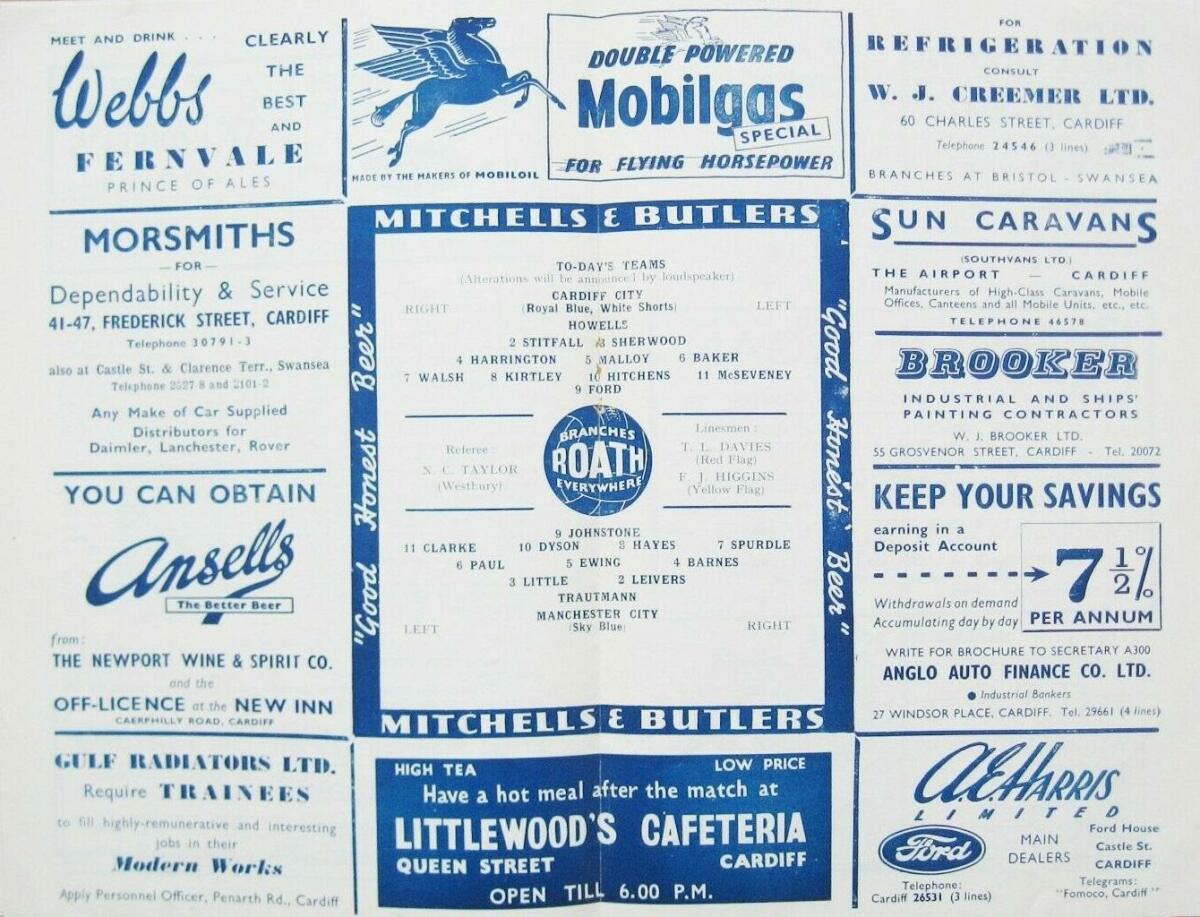 MEET AND DRINK . . .
Webbs
CLEARLY
THE
BEST
AND
FERNVALE
PRINCE OF ALES
MADE BY THE MAKERS OF MOBILOIL
DOUBLE POWERED
Mobilgas
SPECIAL
FOR FLYING HORSEPOWER
FOR
REFRIGERATION
CONSULT
W. J. CREEMER LTD.
60 CHARLES STREET, CARDIFF
Telephone 24546 (3 lines)
BRANCHES AT BRISTOL - SWANSEA
MORSMITHS
— FOR —
Dependability & Service
41-47, FREDERICK STREET, CARDIFF
Telephone 30791-3
also at Castle St. & Clarence Terr., Swansea
Telephone and 2101-2
Any Make of Car Supplied
Distributors for
Daimler, Lanchester, Rover
YOU CAN OBTAIN
Ansells
The Better Beer
from:
THE NEWPORT WINE & SPIRIT CO.
and the
OFF-LICENCE at the NEW INN
CAERPHILLY ROAD, CARDIFF
GULF RADIATORS LTD.
Require TRAINEES
to fill highly-remunerative and interesting
jobs in their
Modern Works
Apply Personnel Officer, Penarth Rd., Cardiff
MITCHELLS & BUTLERS
"Good Honest Beer"
TO-DAY'S TEAMS
(Alterations will be announced by loudspeaker)
CARDIFF CITY
RIGHT (Royal Blue, White Shorts) LEFT
HOWELLS
2 STITFALL 3 SHERWOOD
4 HARRINGTON 5 MALLOY 6 BAKER
7 WALSH 8 KIRTLEY 10 HITCHENS 11 McSEVENEY
9 FORD
Referee :
N. C. TAYLOR
(Westbury)
BRANCHES
ROATH
EVERYWHERE
Linesmen :
T. L. DAVIES
(Red Flag)
F. J. HIGGINS
(Yellow Flag)
9 JOHNSTONE
11 CLARKE 10 DYSON 8 HAYES 7 SPURDLE
6 PAUL 5 EWING 4 BARNES
3 LITTLE 2 LEIVERS
TRAUTMANN
MANCHESTER CITY
LEFT (Sky Blue) RIGHT
"Good Honest Beer"
MITCHELLS & BUTLERS
HIGH TEA LOW PRICE
Have a hot meal after the match at
LITTLEWOOD'S CAFETERIA
QUEEN STREET CARDIFF
OPEN TILL 6.00 P.M.
SUN CARAVANS
(SOUTHVANS LTD.)
THE AIRPORT — CARDIFF
Manufacturers of High-Class Caravans, Mobile
Offices, Canteens and all Mobile Units, etc., etc.
TELEPHONE 46578
BROOKER
INDUSTRIAL AND SHIPS'
PAINTING CONTRACTORS
W. J. BROOKER LTD.
55 GROSVENOR STREET, CARDIFF - Tel. 20072
KEEP YOUR SAVINGS
earning in a
Deposit Account
7 1/2 %
PER ANNUM
Withdrawals on demand
Accumulating day by day
WRITE FOR BROCHURE TO SECRETARY A300
ANGLO AUTO FINANCE CO. LTD.
● Industrial Bankers
27 WINDSOR PLACE, CARDIFF. Tel. 29661 (4 lines)
A.E. HARRIS
LIMITED
Ford
MAIN
DEALERS
Ford House
Castle St.
CARDIFF
Telephone:
Cardiff 26531 (3 lines)
Telegrams:
"Fomoco, Cardiff"